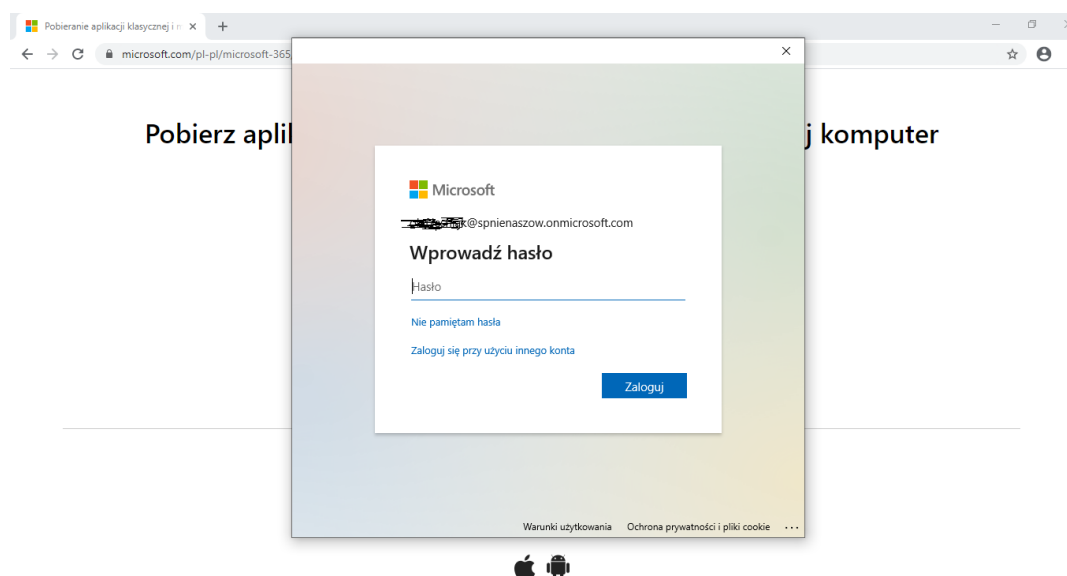 Pobieranie aplikacji klasycznej i
microsoft.com/pl-pl/microsoft-365
Pobierz
j komputer
Microsoft
@spnienaszow.onmicrosoft.com
Wprowadź hasło
Hasło
Nie pamiętam hasła
Zaloguj się przy użyciu innego konta
Zaloguj
Warunki użytkowania Ochrona prywatności i pliki cookie ...